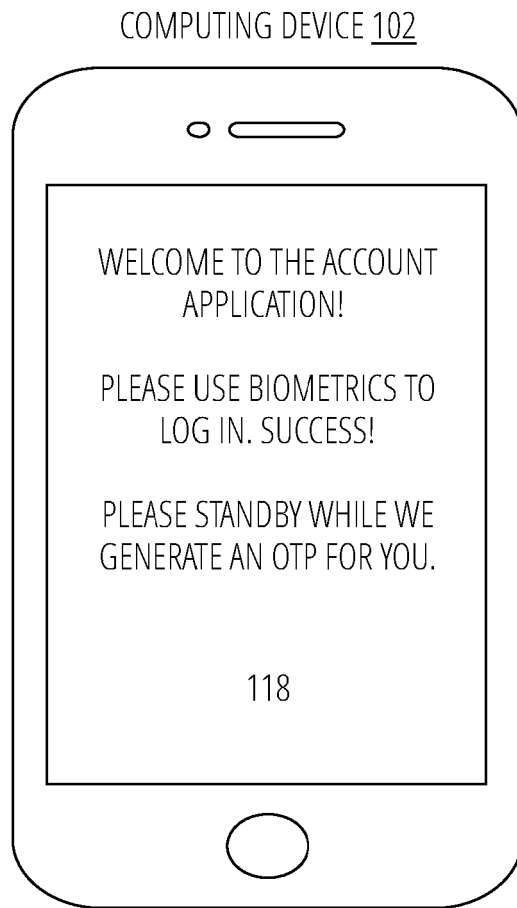 COMPUTING DEVICE 102
WELCOME TO THE ACCOUNT
APPLICATION!
PLEASE USE BIOMETRICS TO
LOG IN. SUCCESS!
PLEASE STANDBY WHILE WE
GENERATE AN OTP FOR YOU.
118